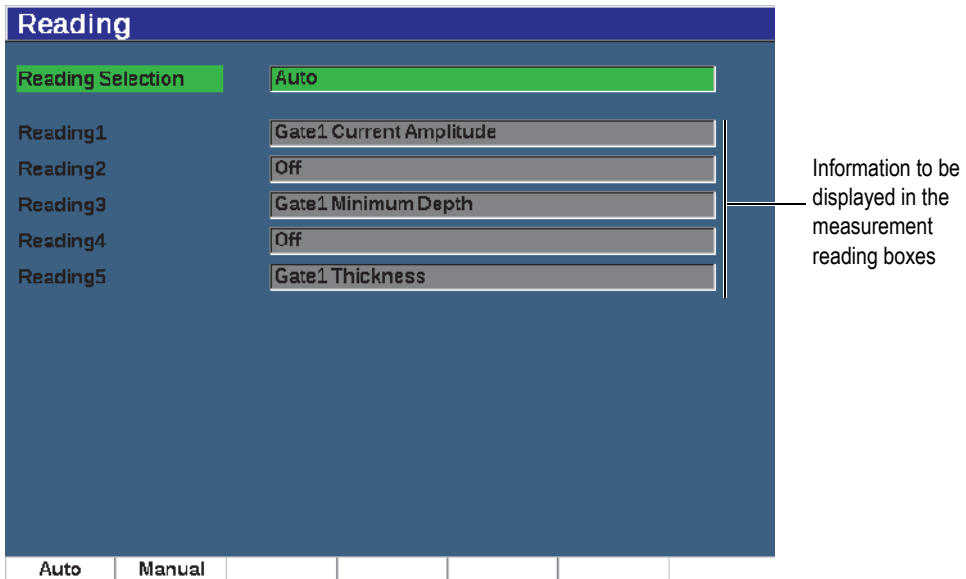 Reading
Reading Selection Auto
Reading1 Gate1 Current Amplitude
Reading2 Off
Reading3 Gate1 Minimum Depth
Reading4 Off
Reading5 Gate1 Thickness
Information to be
displayed in the
measurement
reading boxes
Auto Manual